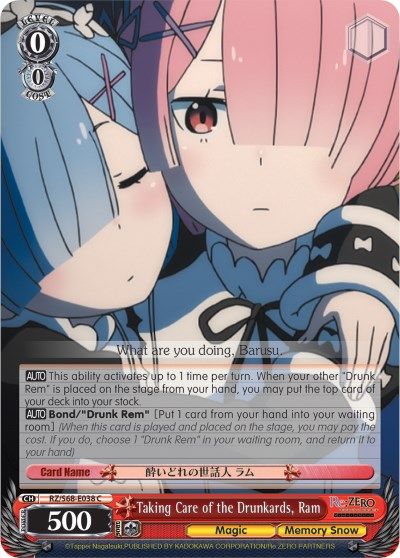 LEVEL
0
0
COST
What are you doing, Barusu.
AUTO This ability activates up to 1 time per turn. When your other "Drunk
Rem" is placed on the stage from your hand, you may put the top card of
your deck into your stock.
AUTO Bond/"Drunk Rem" [Put 1 card from your hand into your waiting
room] (When this card is played and placed on the stage, you may pay the
cost. If you do, choose 1 "Drunk Rem" in your waiting room, and return it to
your hand)
Card Name 酔いどれの世話人 ラム
CH RZ/S68-E038 C
Taking Care of the Drunkards, Ram
POWER 500
Re:ZERO
Magic
Memory Snow
©Tappei Nagatsuki,PUBLISHED BY KADOKAWA CORPORATION/Re:ZERO PARTNERS